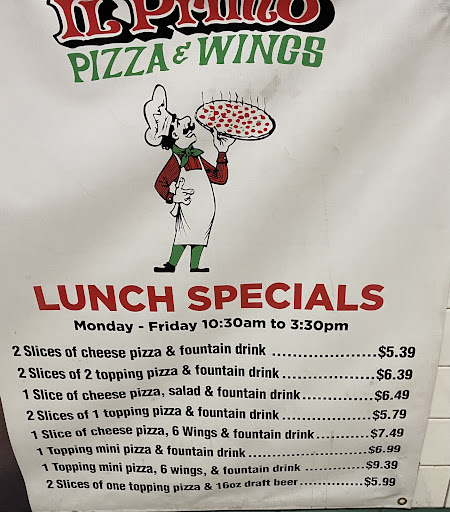 IL PRIMO
PIZZA & WINGS
LUNCH SPECIALS
Monday - Friday 10:30am to 3:30pm
2 Slices of cheese pizza & fountain drink ..................$5.39
2 Slices of 2 topping pizza & fountain drink ................$6.39
1 Slice of cheese pizza, salad & fountain drink.............$6.49
2 Slices of 1 topping pizza & fountain drink ................$5.79
1 Slice of cheese pizza, 6 Wings & fountain drink............$7.49
1 Topping mini pizza & fountain drink ......................$6.99
1 Topping mini pizza, 6 wings, & fountain drink .............$9.39
2 Slices of one topping pizza & 16oz draft beer.............$5.99